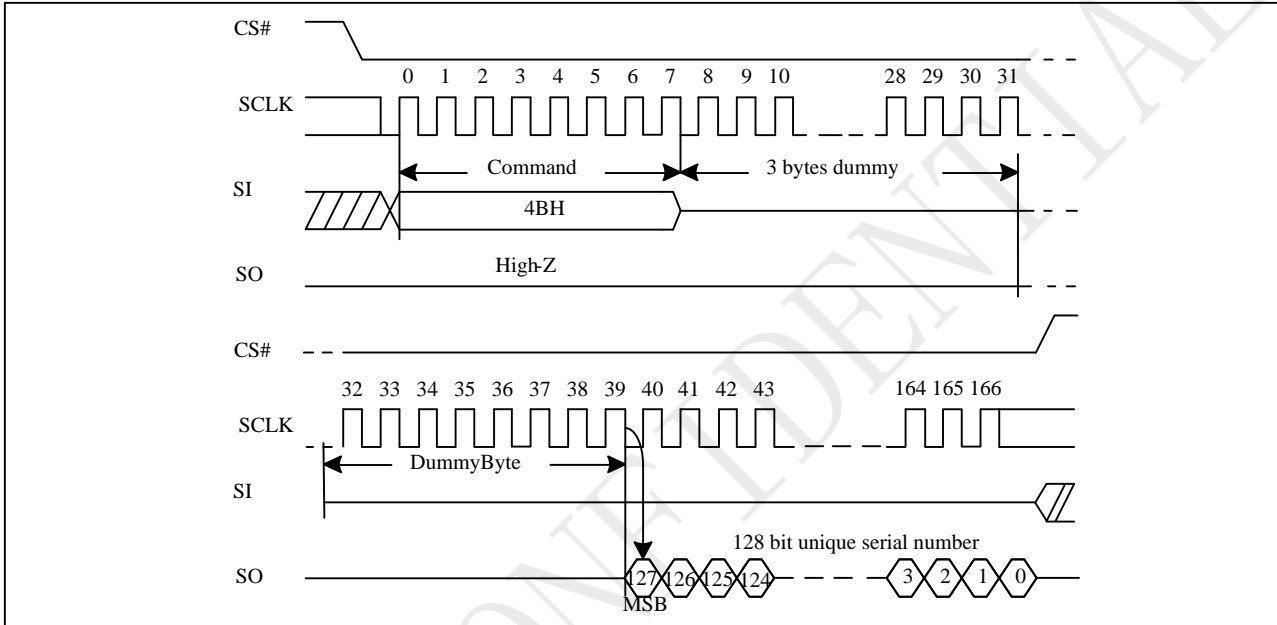 CS#
0 1 2 3 4 5 6 7 8 9 10 28 29 30 31
SCLK
Command 3 bytes dummy
SI
4BH
High-Z
SO
CS#
32 33 34 35 36 37 38 39 40 41 42 43 164 165 166
SCLK
DummyByte
SI
128 bit unique serial number
SO 127 126 125 124 3 2 1 0
MSB